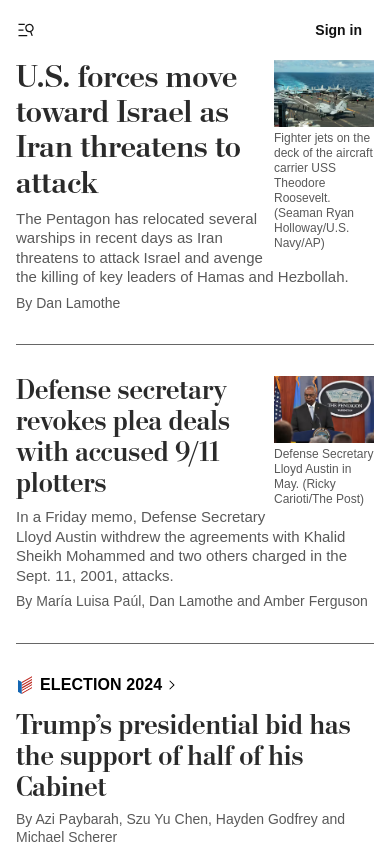 Sign in
U.S. forces move
toward Israel as
Iran threatens to
attack
Fighter jets on the
deck of the aircraft
carrier USS
Theodore
Roosevelt.
(Seaman Ryan
Holloway/U.S.
Navy/AP)
The Pentagon has relocated several
warships in recent days as Iran
threatens to attack Israel and avenge
the killing of key leaders of Hamas and Hezbollah.
By Dan Lamothe
Defense secretary
revokes plea deals
with accused 9/11
plotters
Defense Secretary
Lloyd Austin in
May. (Ricky
Carioti/The Post)
In a Friday memo, Defense Secretary
Lloyd Austin withdrew the agreements with Khalid
Sheikh Mohammed and two others charged in the
Sept. 11, 2001, attacks.
By María Luisa Paúl, Dan Lamothe and Amber Ferguson
ELECTION 2024
Trump’s presidential bid has
the support of half of his
Cabinet
By Azi Paybarah, Szu Yu Chen, Hayden Godfrey and
Michael Scherer